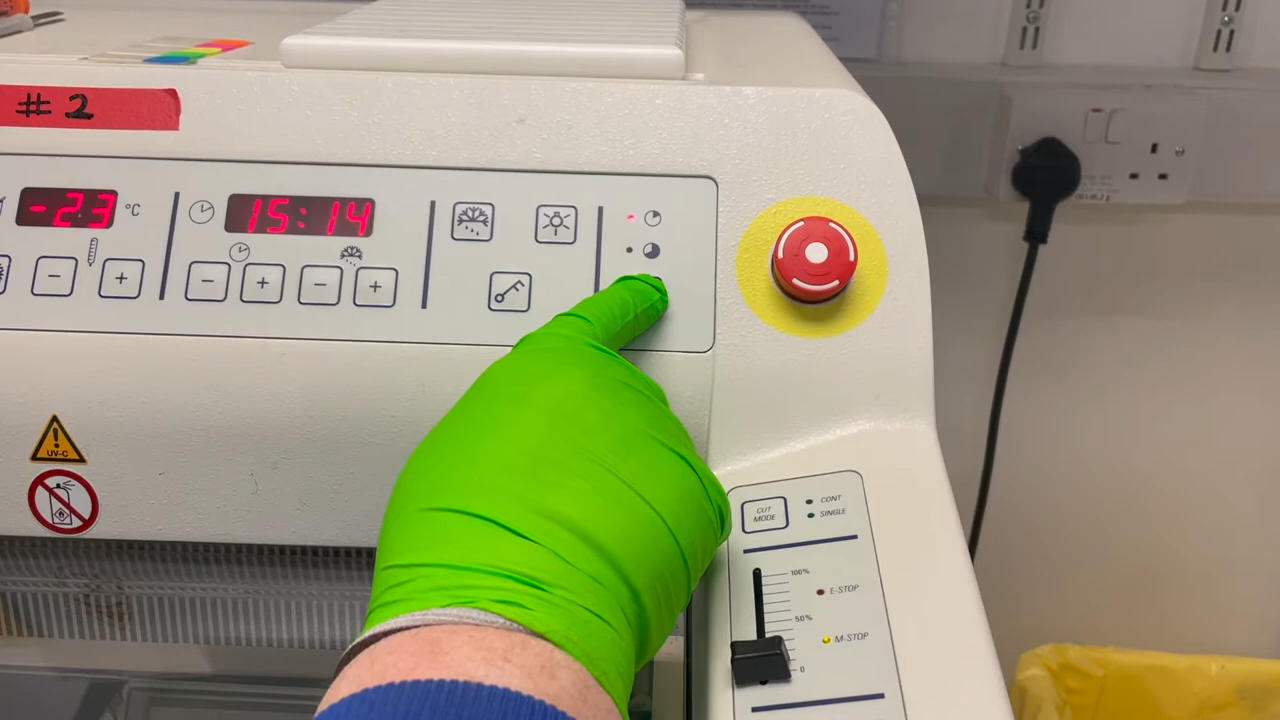 #2
-23 °C
15:14
UV-C
CUT
MODE
CONT
SINGLE
100%
50%
0
E-STOP
M-STOP